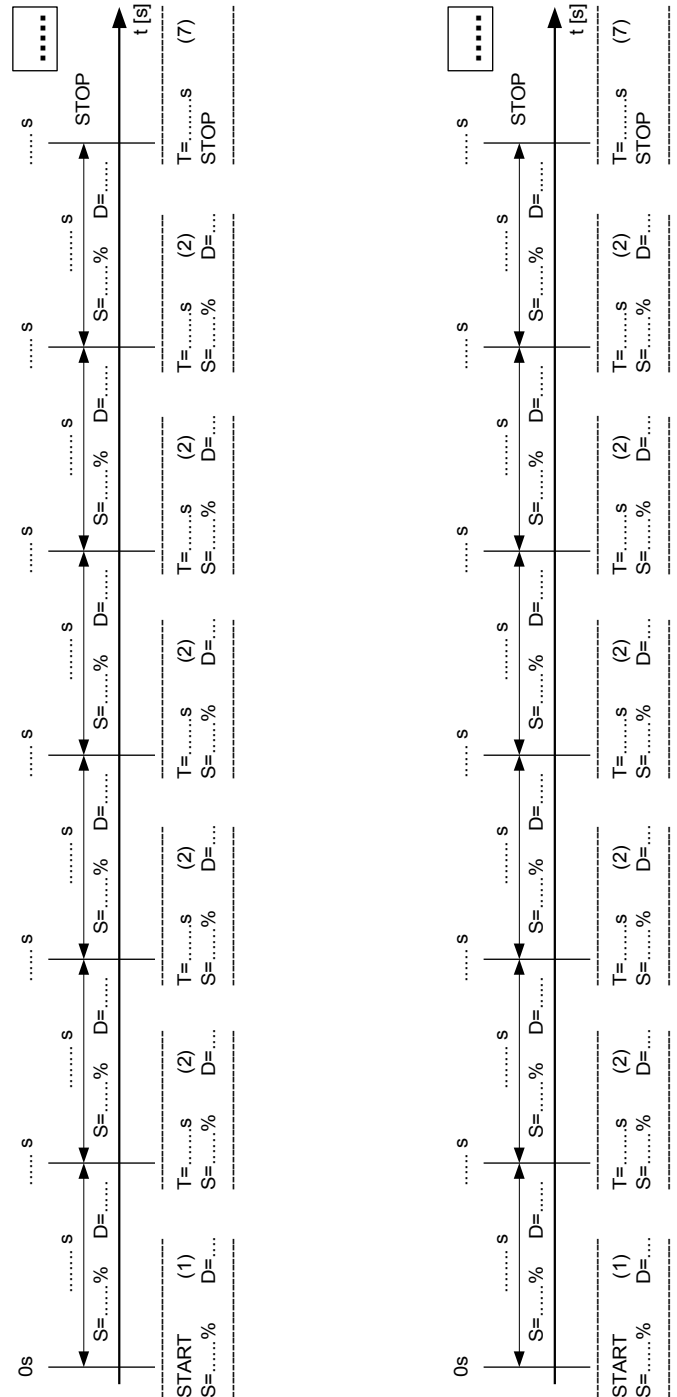 .....
0s ...... s ...... s ...... s ...... s ...... s ...... s
........ s ........ s ........ s ........ s ........ s ........ s STOP
S=......% D=...... S=......% D=...... S=......% D=...... S=......% D=...... S=......% D=...... S=......% D=......
t [s]
START (1) T=.......s (2) T=.......s (2) T=.......s (2) T=.......s (2) T=.......s (2) T=........s (7)
S=......% D=.... S=.......% D=.... S=.......% D=.... S=.......% D=.... S=.......% D=.... S=.......% D=.... STOP
.....
0s ...... s ...... s ...... s ...... s ...... s ...... s
........ s ........ s ........ s ........ s ........ s ........ s STOP
S=......% D=...... S=......% D=...... S=......% D=...... S=......% D=...... S=......% D=...... S=......% D=......
t [s]
START (1) T=.......s (2) T=.......s (2) T=.......s (2) T=.......s (2) T=.......s (2) T=........s (7)
S=......% D=.... S=.......% D=.... S=.......% D=.... S=.......% D=.... S=.......% D=.... S=.......% D=.... STOP